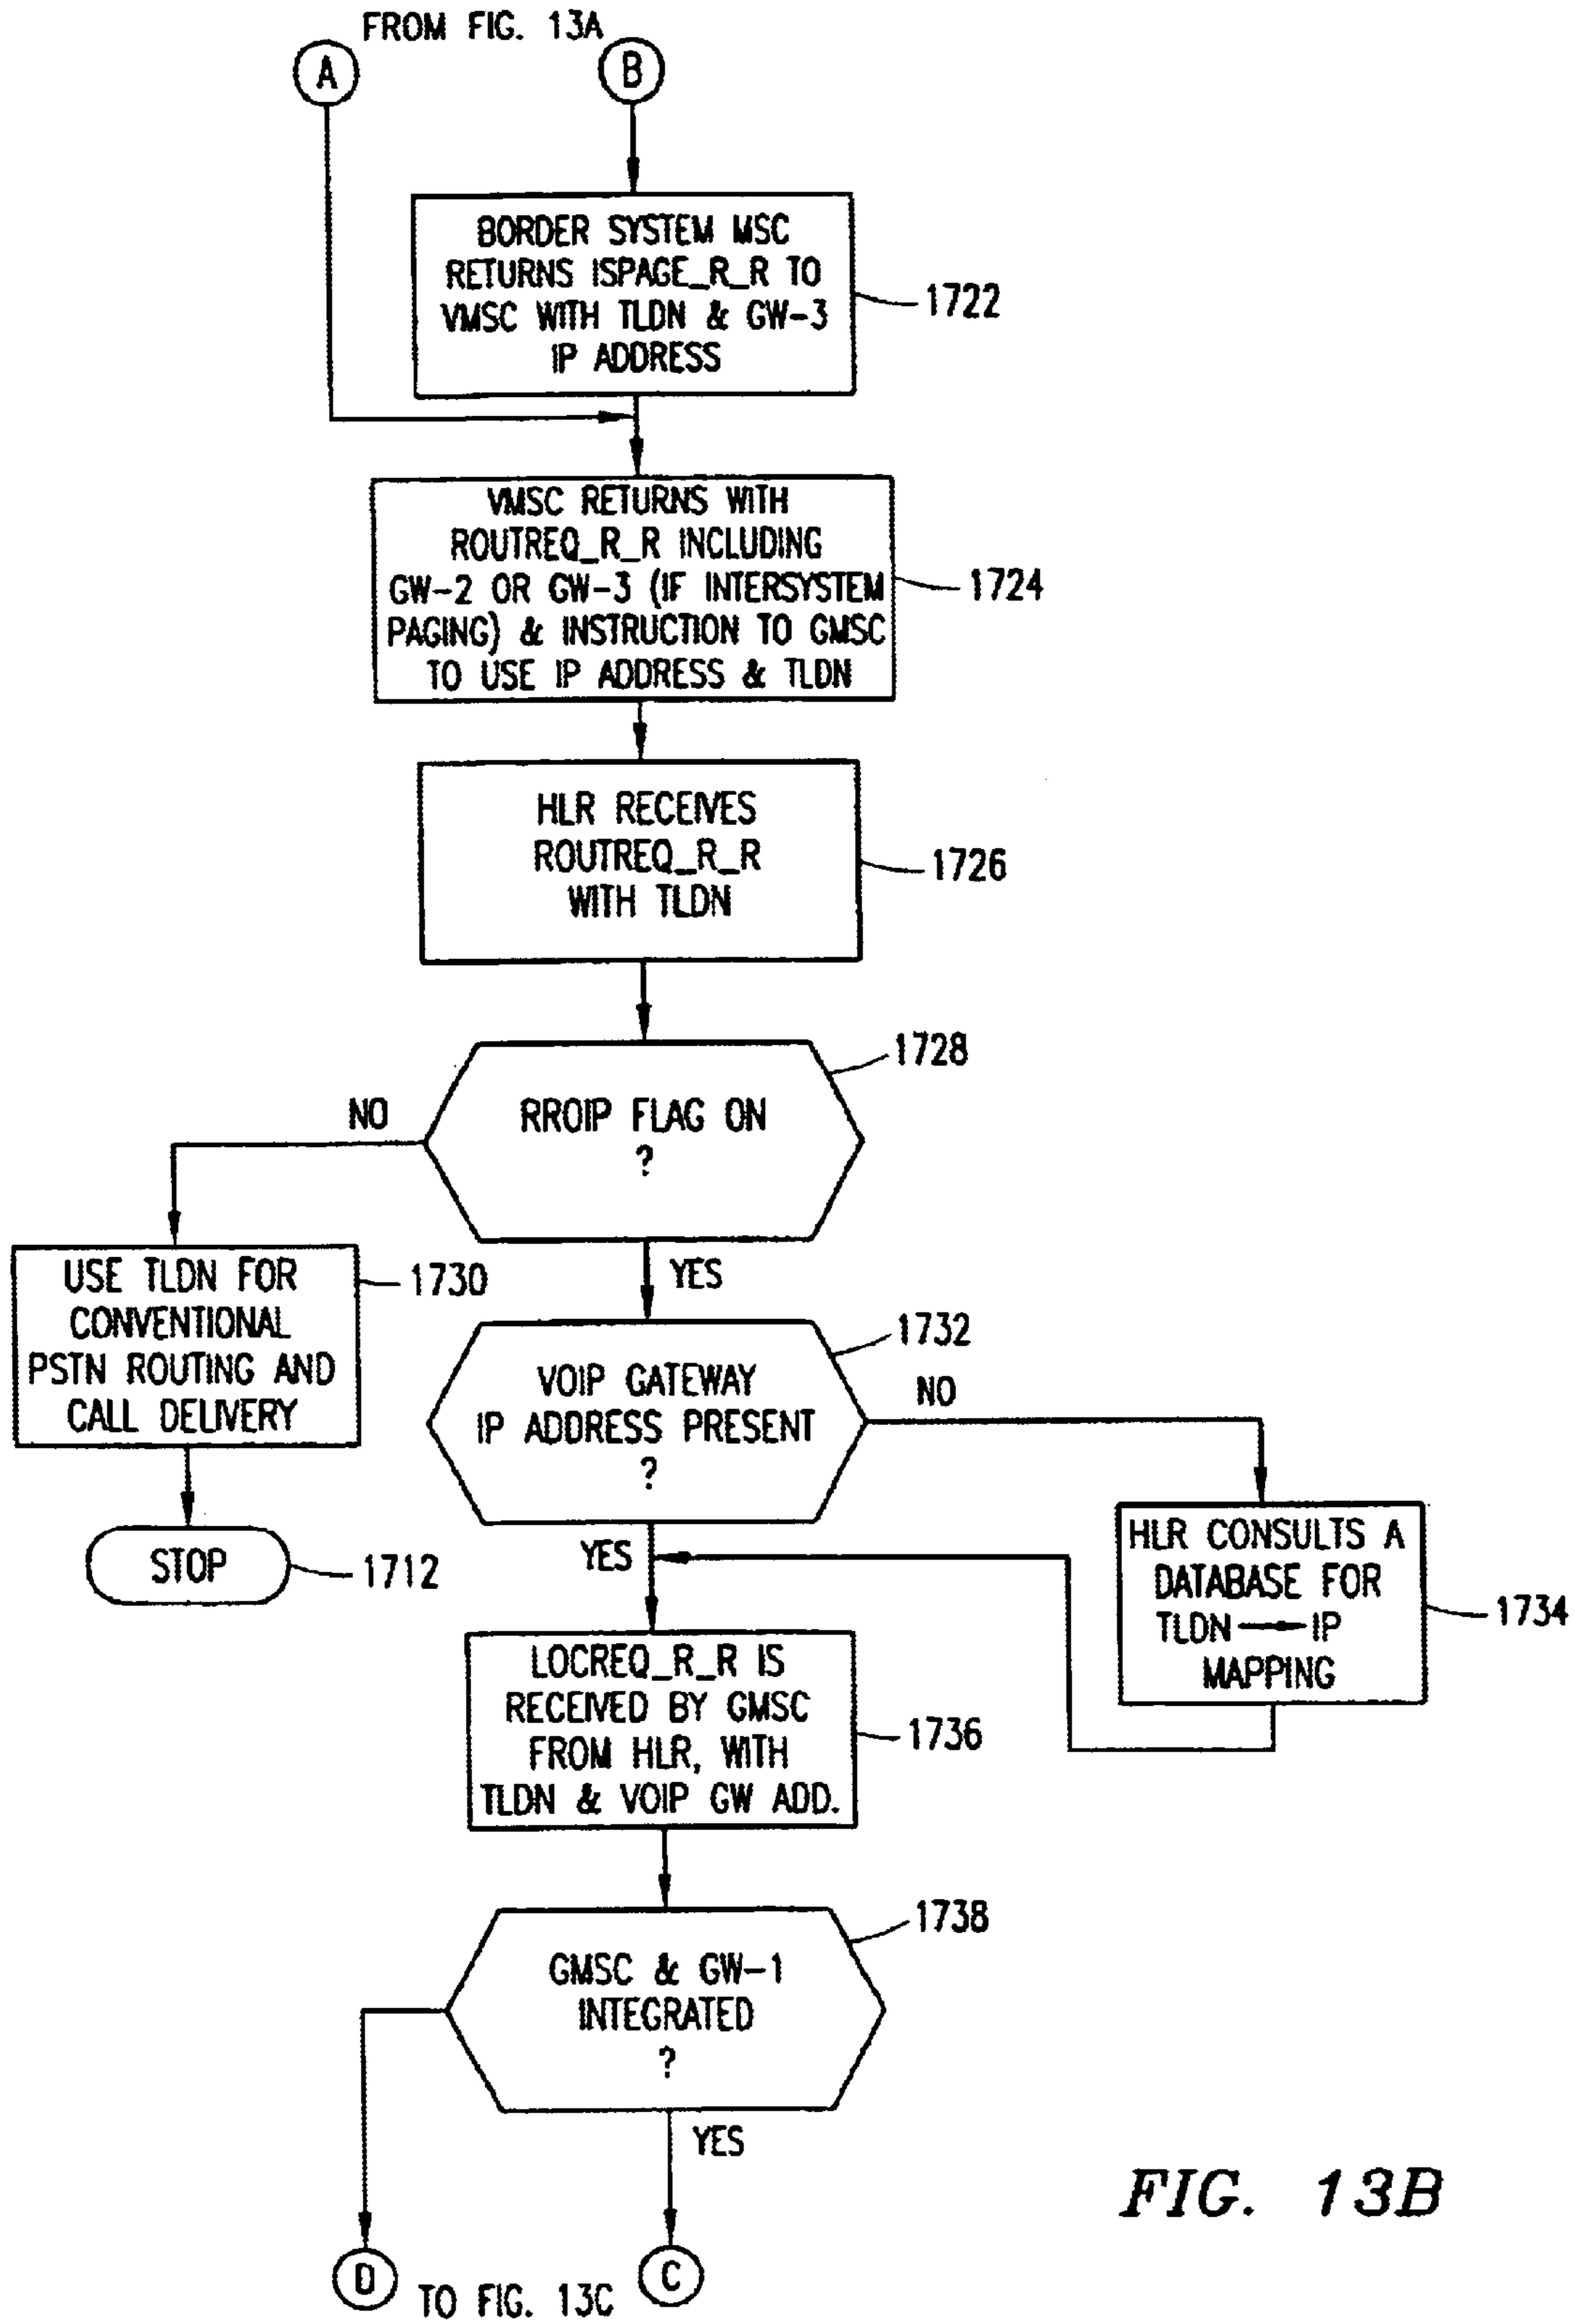 FROM FIG. 13A
A
B
BORDER SYSTEM MSC
RETURNS ISPAGE_R_R TO
VMSC WITH TLDN & GW-3
IP ADDRESS
1722
VMSC RETURNS WITH
ROUTREQ_R_R INCLUDING
GW-2 OR GW-3 (IF INTERSYSTEM
PAGING) & INSTRUCTION TO GMSC
TO USE IP ADDRESS & TLDN
1724
HLR RECEIVES
ROUTREQ_R_R
WITH TLDN
1726
RROIP FLAG ON
?
1728
NO
YES
USE TLDN FOR
CONVENTIONAL
PSTN ROUTING AND
CALL DELIVERY
1730
STOP
1712
VOIP GATEWAY
IP ADDRESS PRESENT
?
1732
NO
YES
HLR CONSULTS A
DATABASE FOR
TLDN → IP
MAPPING
1734
LOCREQ_R_R IS
RECEIVED BY GMSC
FROM HLR, WITH
TLDN & VOIP GW ADD.
1736
GMSC & GW-1
INTEGRATED
?
1738
YES
D
TO FIG. 13C
C
FIG. 13B